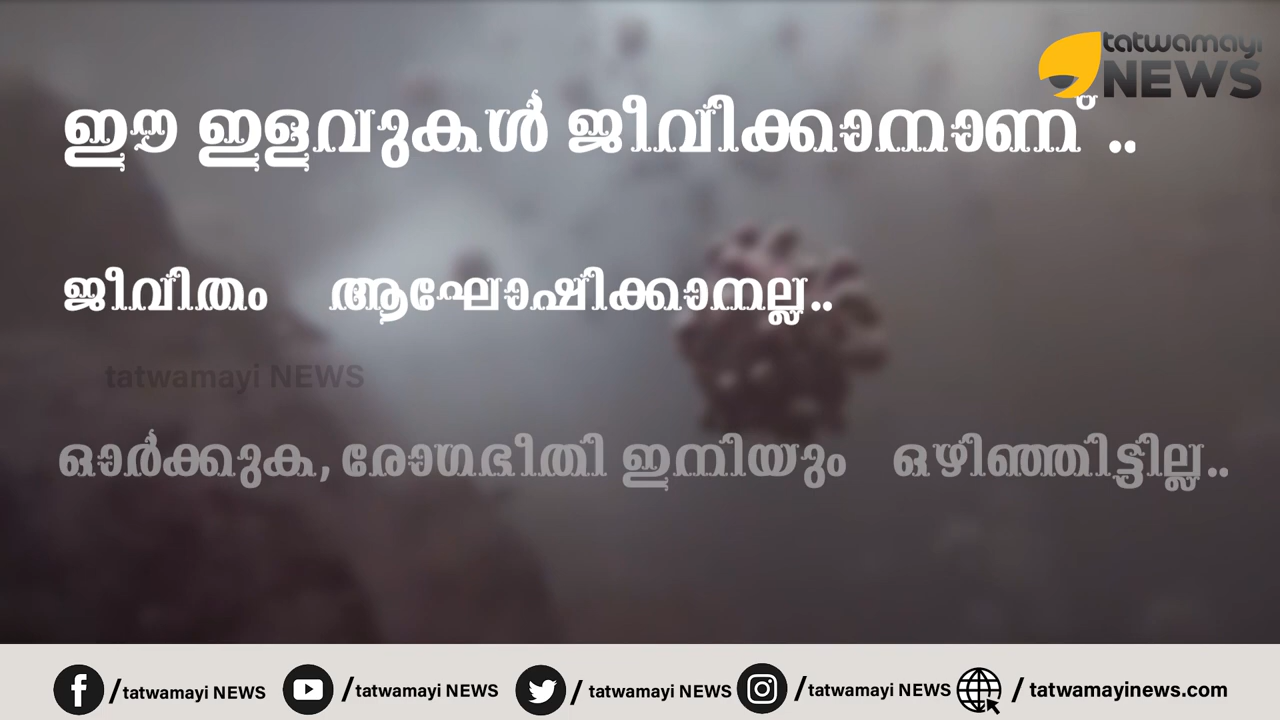 tatwamayi
NEWS
ഈ ഇളവുകൾ ജീവിക്കാനാണ് ..
ജീവിതം ആഘോഷിക്കാനല്ല..
tatwamayi NEWS
ഓർക്കുക, രോഗഭീതി ഇനിയും ഒഴിഞ്ഞിട്ടില്ല..
/tatwamayi NEWS /tatwamayi NEWS / tatwamayi NEWS /tatwamayi NEWS / tatwamayinews.com